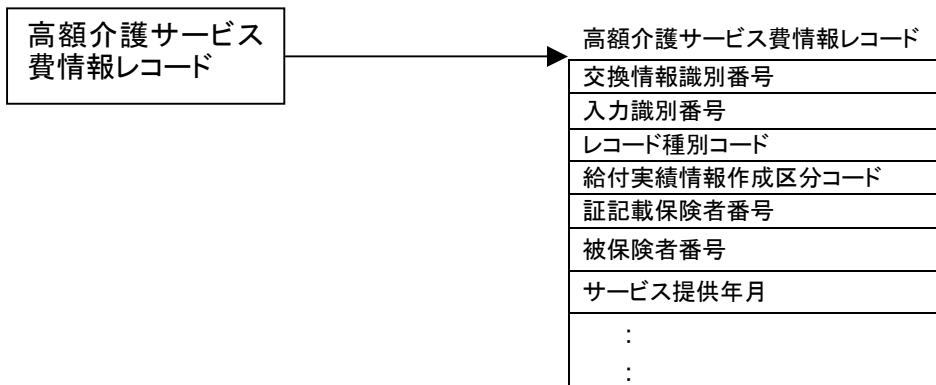 高額介護サービス
費情報レコード
高額介護サービス費情報レコード
交換情報識別番号
入力識別番号
レコード種別コード
給付実績情報作成区分コード
証記載保険者番号
被保険者番号
サービス提供年月
:
: